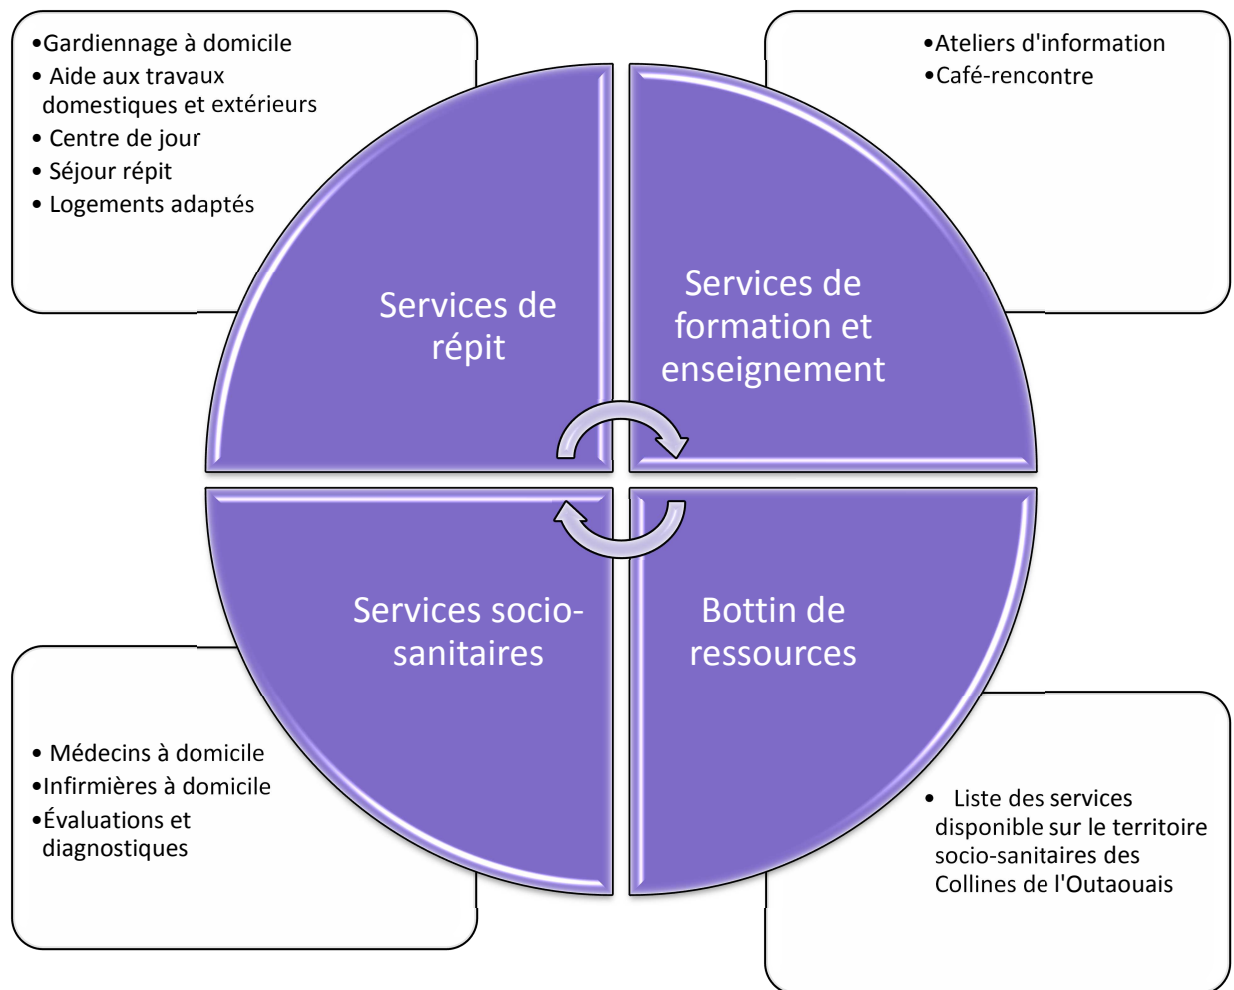 •Gardiennage à domicile
• Aide aux travaux
domestiques et extérieurs
• Centre de jour
• Séjour répit
• Logements adaptés
•Ateliers d'information
•Café-rencontre
Services de
répit
Services de
formation et
enseignement
Services socio-
sanitaires
Bottin de
ressources
• Médecins à domicile
•Infirmières à domicile
•Évaluations et
diagnostiques
• Liste des services
disponible sur le territoire
socio-sanitaires des
Collines de l'Outaouais